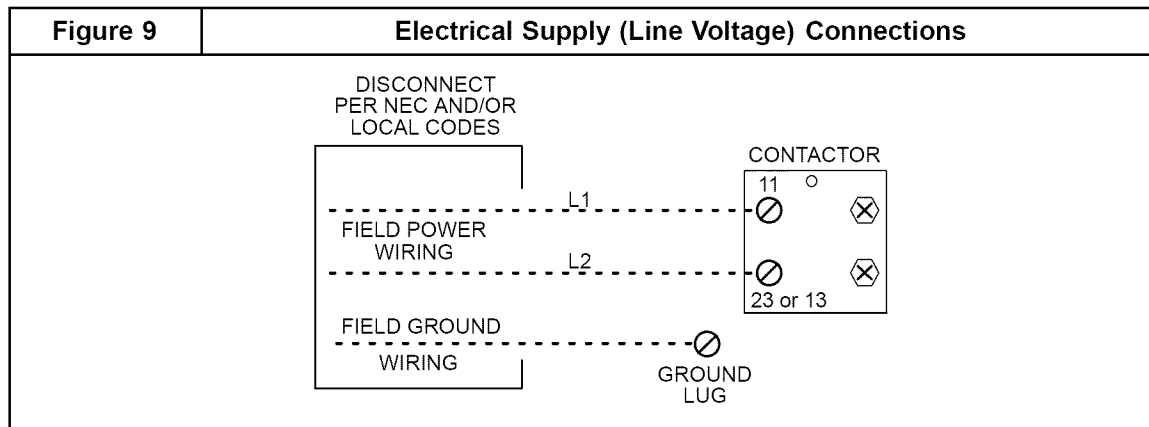 Figure 9
Electrical Supply (Line Voltage) Connections
DISCONNECT
PER NEC AND/OR
LOCAL CODES
CONTACTOR
11
L1
FIELD POWER
WIRING
L2
23 or 13
FIELD GROUND
WIRING
GROUND
LUG